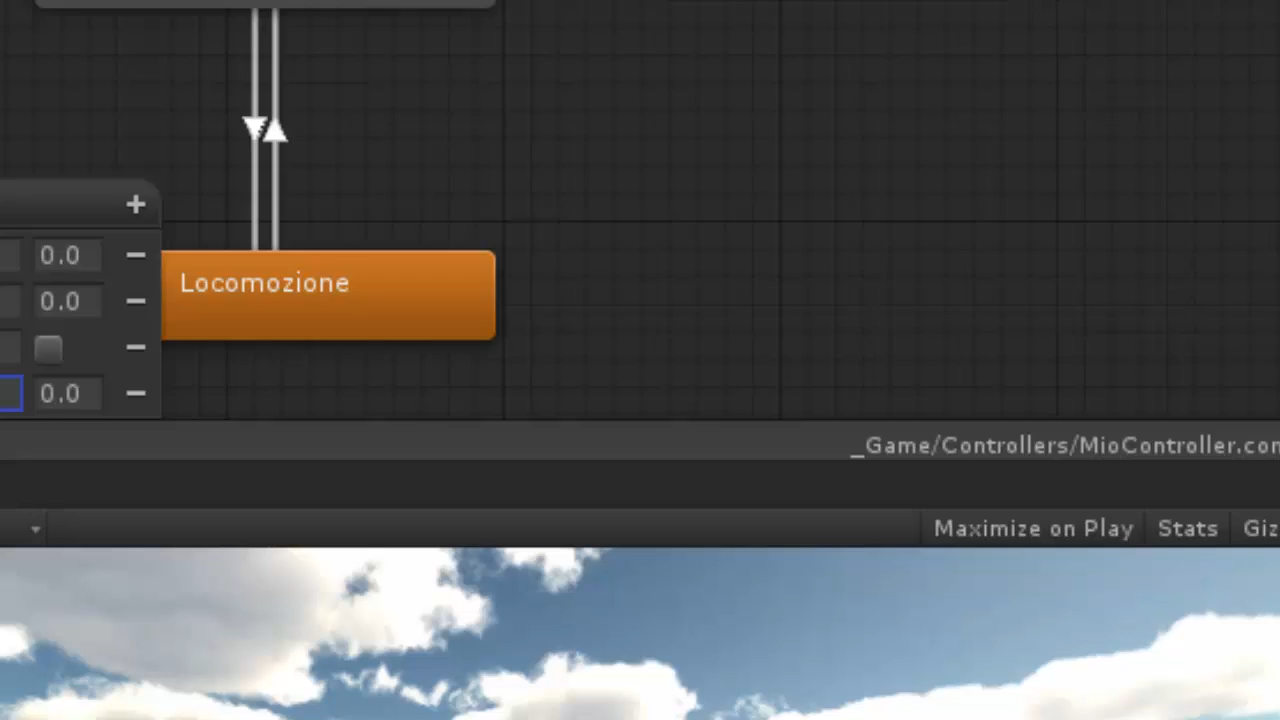 +
0.0 −
Locomozione
0.0 −
−
0.0 −
_Game/Controllers/MioController.con
Maximize on Play Stats Giz